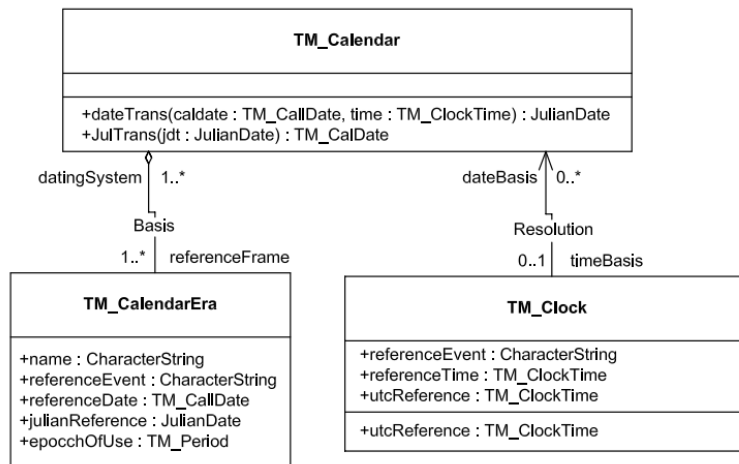 TM_Calendar
+dateTrans(caldate : TM_CallDate, time : TM_ClockTime) : JulianDate
+JulTrans(jdt : JulianDate) : TM_CalDate
datingSystem 1..*
dateBasis 0..*
Basis
Resolution
1..* referenceFrame
0..1 timeBasis
TM_CalendarEra
+name : CharacterString
+referenceEvent : CharacterString
+referenceDate : TM_CallDate
+julianReference : JulianDate
+epocchOfUse : TM_Period
TM_Clock
+referenceEvent : CharacterString
+referenceTime : TM_ClockTime
+utcReference : TM_ClockTime
+utcReference : TM_ClockTime